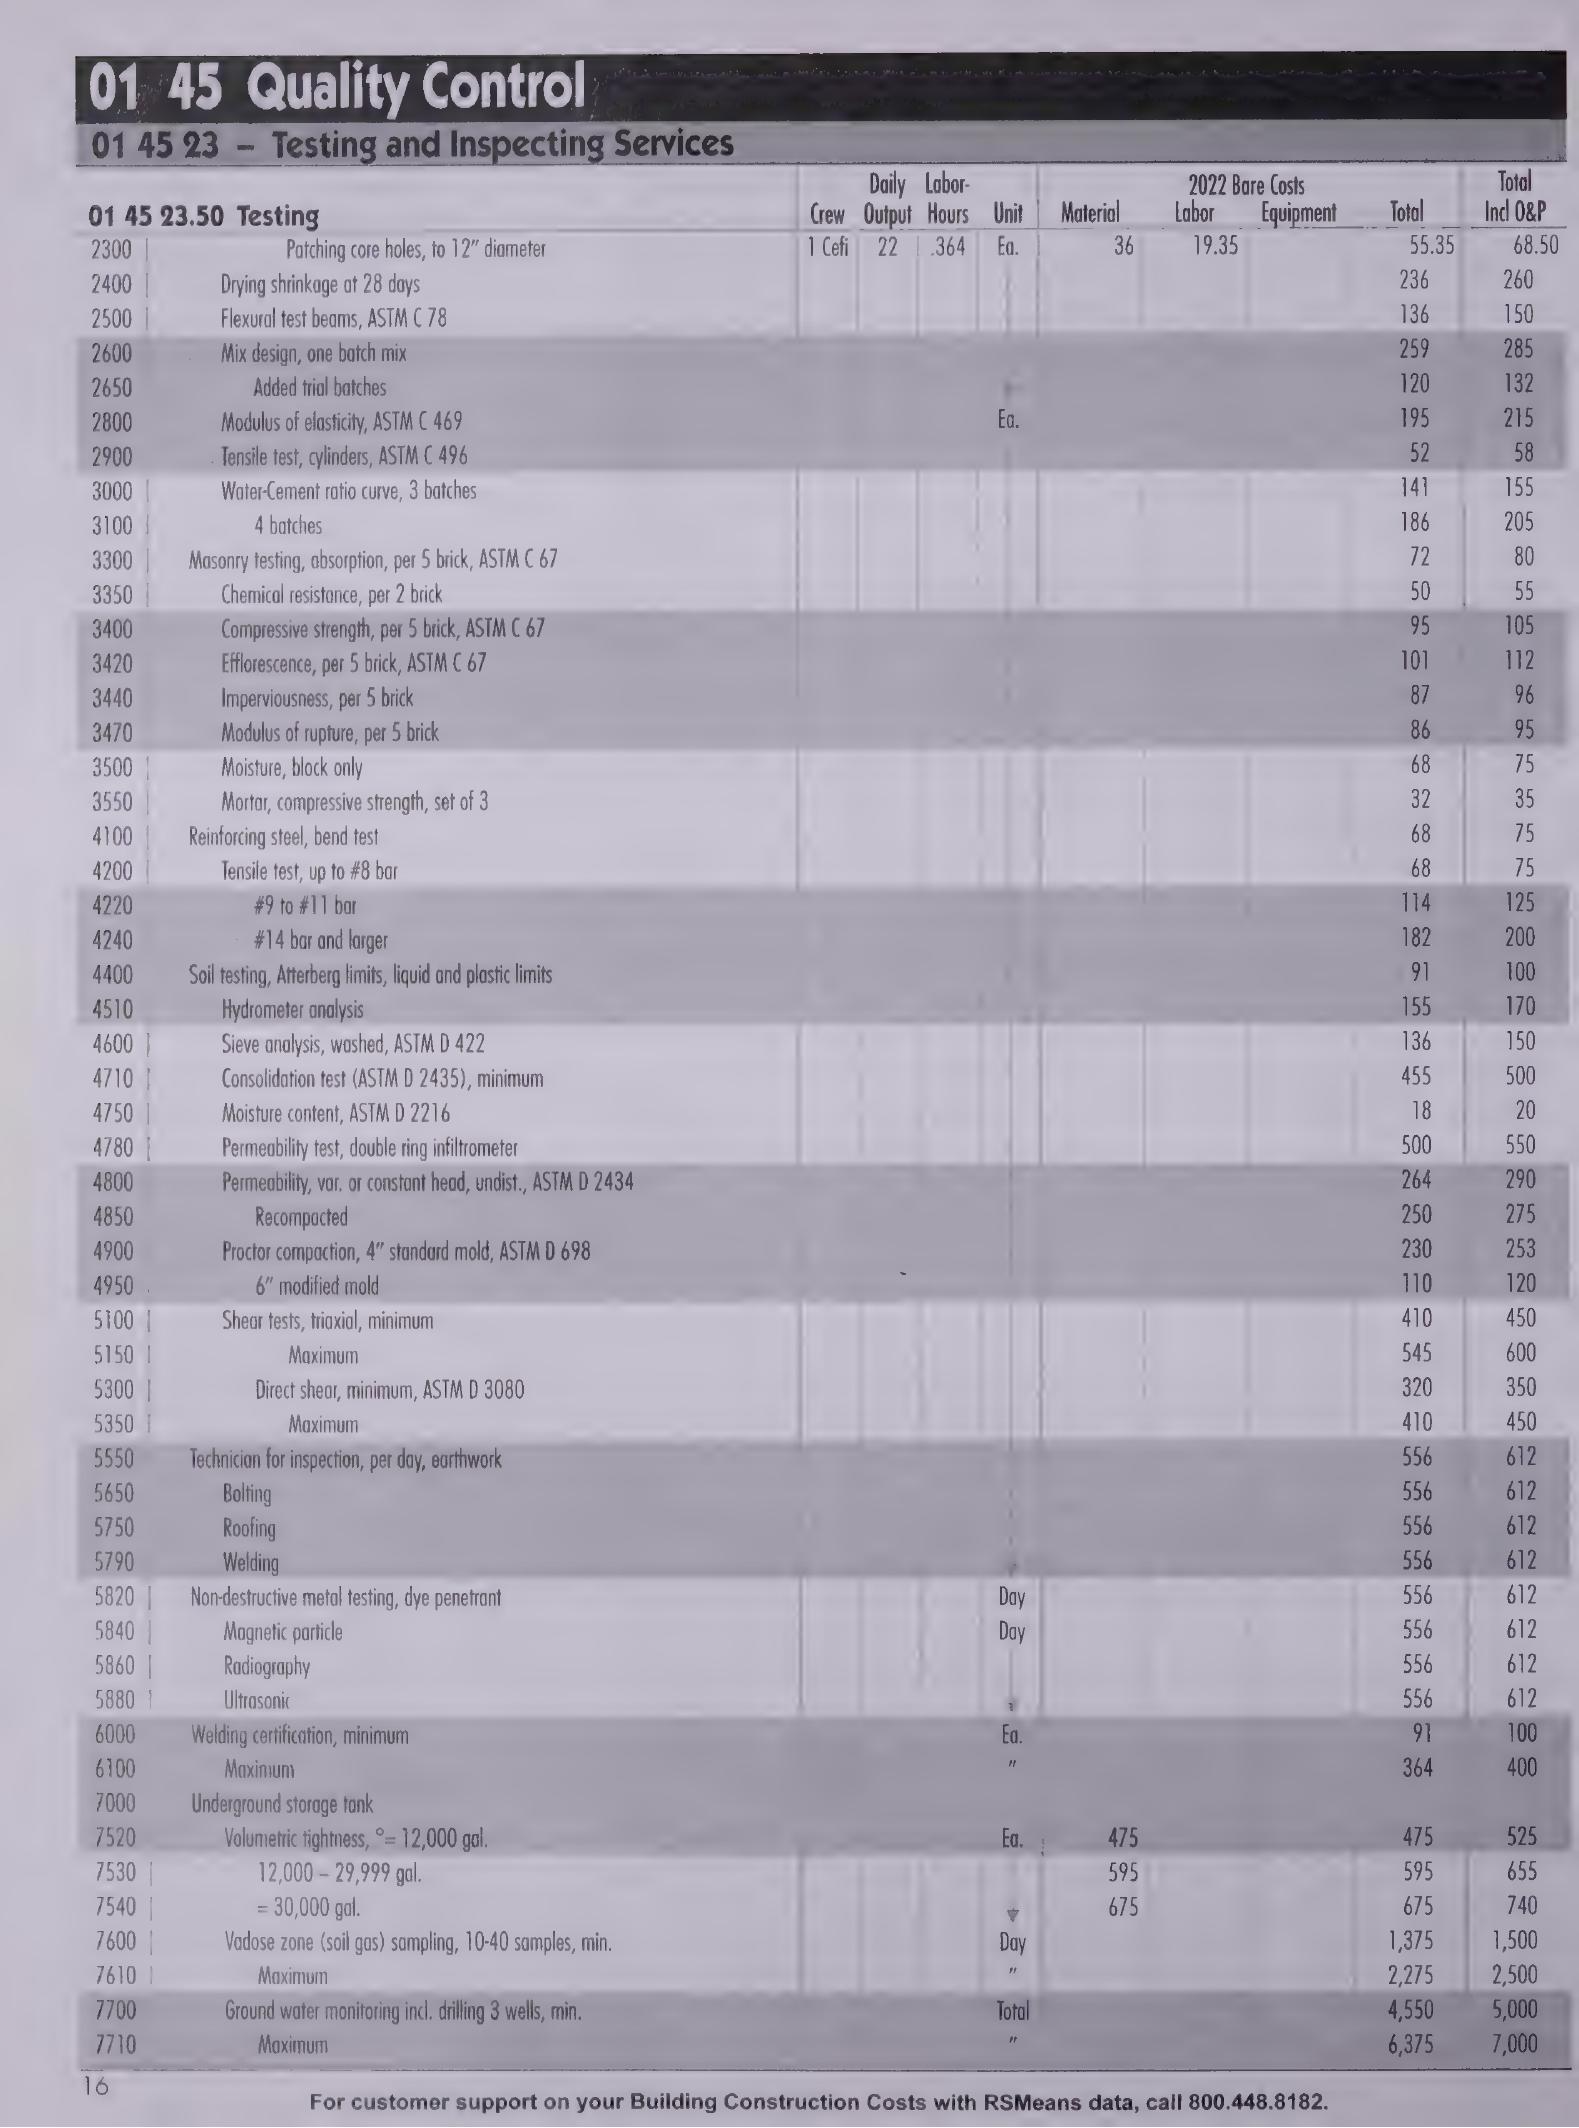 01 45 Quality Control
01 45 23 – Testing and Inspecting Services
01 45 23.50 Testing Crew Daily Output Labor-Hours Unit 2022 Bare Costs Material Labor Equipment Total Total Incl O&P
2300 Patching core holes, to 12" diameter 1 Cefi 22 .364 Ea. 36 19.35 55.35 68.50
2400 Drying shrinkage at 28 days 236 260
2500 Flexural test beams, ASTM C 78 136 150
2600 Mix design, one batch mix 259 285
2650 Added trial batches 120 132
2800 Modulus of elasticity, ASTM C 469 Ea. 195 215
2900 Tensile test, cylinders, ASTM C 496 52 58
3000 Water-Cement ratio curve, 3 batches 141 155
3100 4 batches 186 205
3300 Masonry testing, absorption, per 5 brick, ASTM C 67 72 80
3350 Chemical resistance, per 2 brick 50 55
3400 Compressive strength, per 5 brick, ASTM C 67 95 105
3420 Efflorescence, per 5 brick, ASTM C 67 101 112
3440 Imperviousness, per 5 brick 87 96
3470 Modulus of rupture, per 5 brick 86 95
3500 Moisture, block only 68 75
3550 Mortar, compressive strength, set of 3 32 35
4100 Reinforcing steel, bend test 68 75
4200 Tensile test, up to #8 bar 68 75
4220 #9 to #11 bar 114 125
4240 #14 bar and larger 182 200
4400 Soil testing, Atterberg limits, liquid and plastic limits 91 100
4510 Hydrometer analysis 155 170
4600 Sieve analysis, washed, ASTM D 422 136 150
4710 Consolidation test (ASTM D 2435), minimum 455 500
4750 Moisture content, ASTM D 2216 18 20
4780 Permeability test, double ring infiltrometer 500 550
4800 Permeability, var. or constant head, undist., ASTM D 2434 264 290
4850 Recompacted 250 275
4900 Proctor compaction, 4" standard mold, ASTM D 698 230 253
4950 6" modified mold 110 120
5100 Shear tests, triaxial, minimum 410 450
5150 Maximum 545 600
5300 Direct shear, minimum, ASTM D 3080 320 350
5350 Maximum 410 450
5550 Technician for inspection, per day, earthwork 556 612
5650 Bolting 556 612
5750 Roofing 556 612
5790 Welding 556 612
5820 Non-destructive metal testing, dye penetrant Day 556 612
5840 Magnetic particle Day 556 612
5860 Radiography 556 612
5880 Ultrasonic 556 612
6000 Welding certification, minimum Ea. 91 100
6100 Maximum " 364 400
7000 Underground storage tank
7520 Volumetric tightness, °= 12,000 gal. Ea. 475 475 525
7530 12,000 – 29,999 gal. 595 595 655
7540 = 30,000 gal. 675 675 740
7600 Vadose zone (soil gas) sampling, 10-40 samples, min. Day 1,375 1,500
7610 Maximum " 2,275 2,500
7700 Ground water monitoring incl. drilling 3 wells, min. Total 4,550 5,000
7710 Maximum " 6,375 7,000
16
For customer support on your Building Construction Costs with RSMeans data, call 800.448.8182.